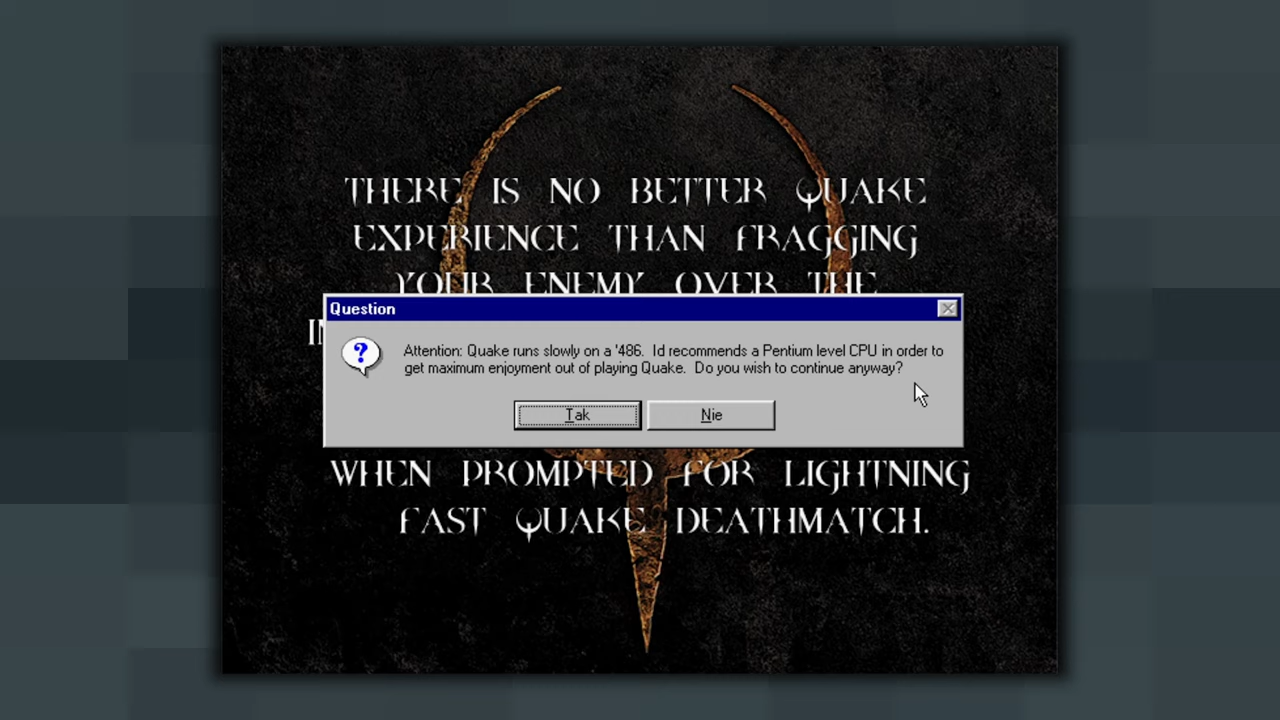 THERE IS NO BETTER QUAKE
EXPERIENCE THAN FRAGGING
YOUR ENEMY OVER THE
Question
Attention: Quake runs slowly on a '486.  Id recommends a Pentium level CPU in order to
get maximum enjoyment out of playing Quake.  Do you wish to continue anyway?
Tak
Nie
WHEN PROMPTED FOR LIGHTNING
FAST QUAKE DEATHMATCH.